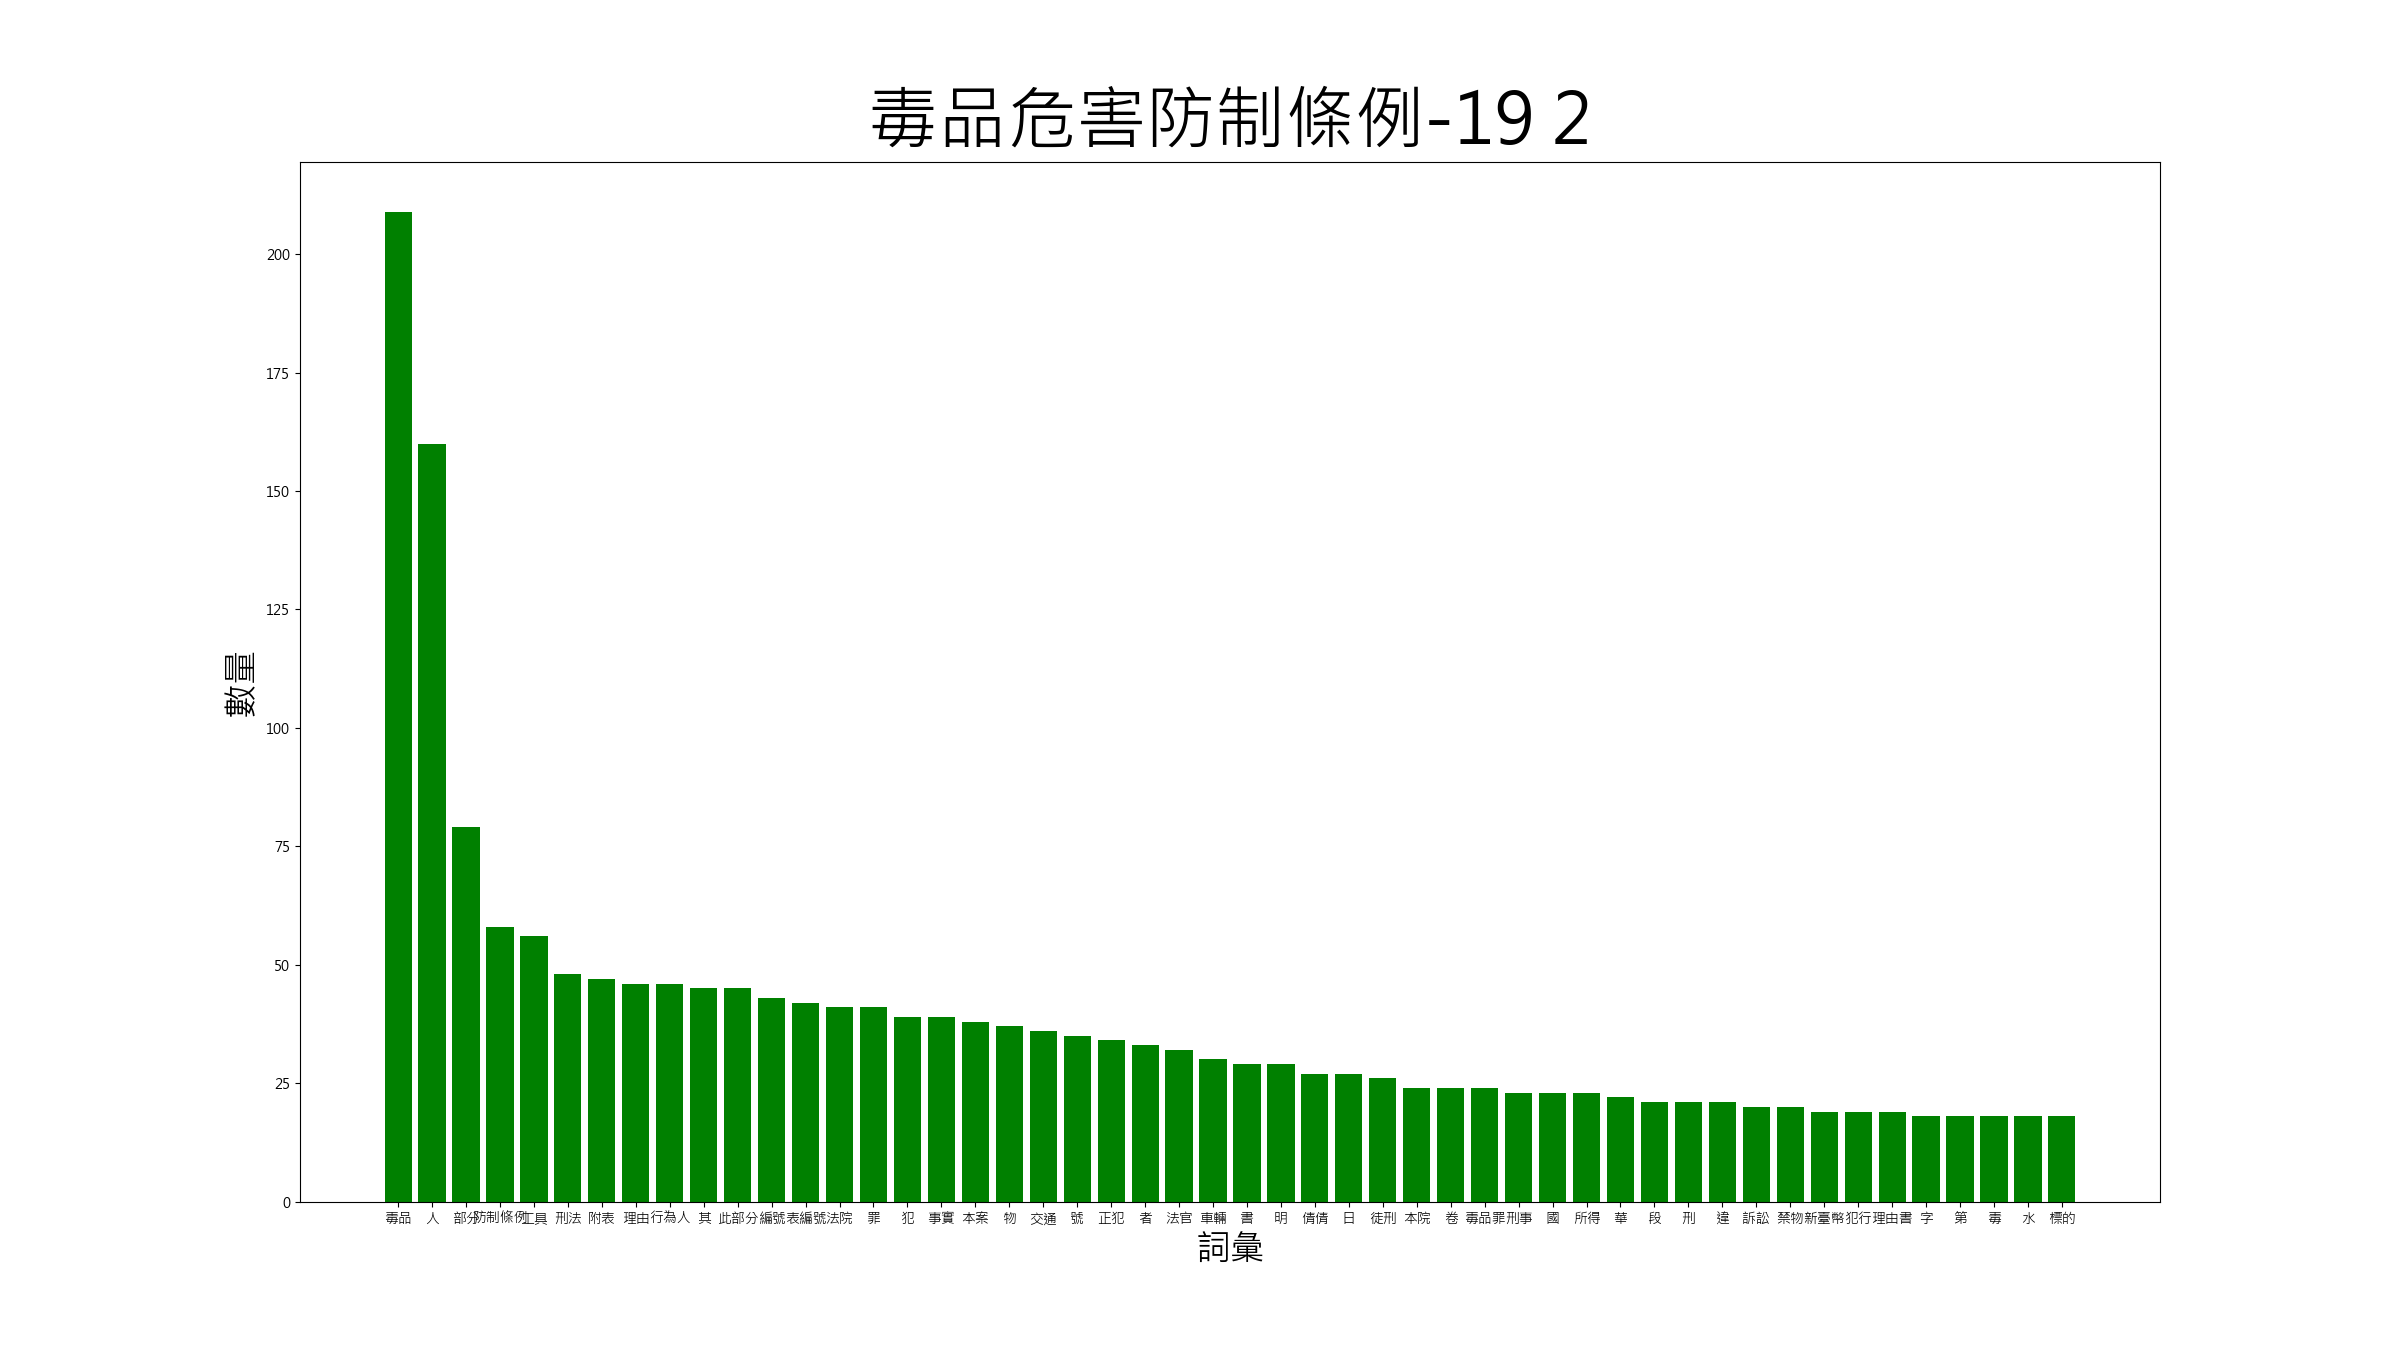 毒品危害防制條例-19 2
數量
200
175
150
125
100
75
50
25
0
毒品 人 部分 防制條例 工具 刑法 附表 理由 行為人 其 此部分 編號 表編號 法院 罪 犯 事實 本案 物 交通 號 正犯 者 法官 車輛 書 明 倩倩 日 徒刑 本院 卷 毒品罪 刑事 國 所得 華 段 刑 違 訴訟 禁物 新臺幣 犯行 理由書 字 第 毒 水 標的
詞彙